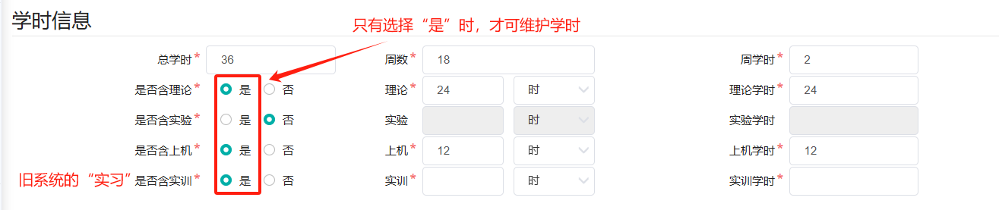 学时信息
只有选择“是”时，才可维护学时
总学时* 36 周数* 18 周学时* 2
是否含理论* 是 否 理论* 24 时 理论学时* 24
是否含实验* 是 否 实验 时 实验学时
是否含上机* 是 否 上机* 12 时 上机学时* 12
旧系统的“实习” 是否含实训* 是 否 实训* 时 实训学时*